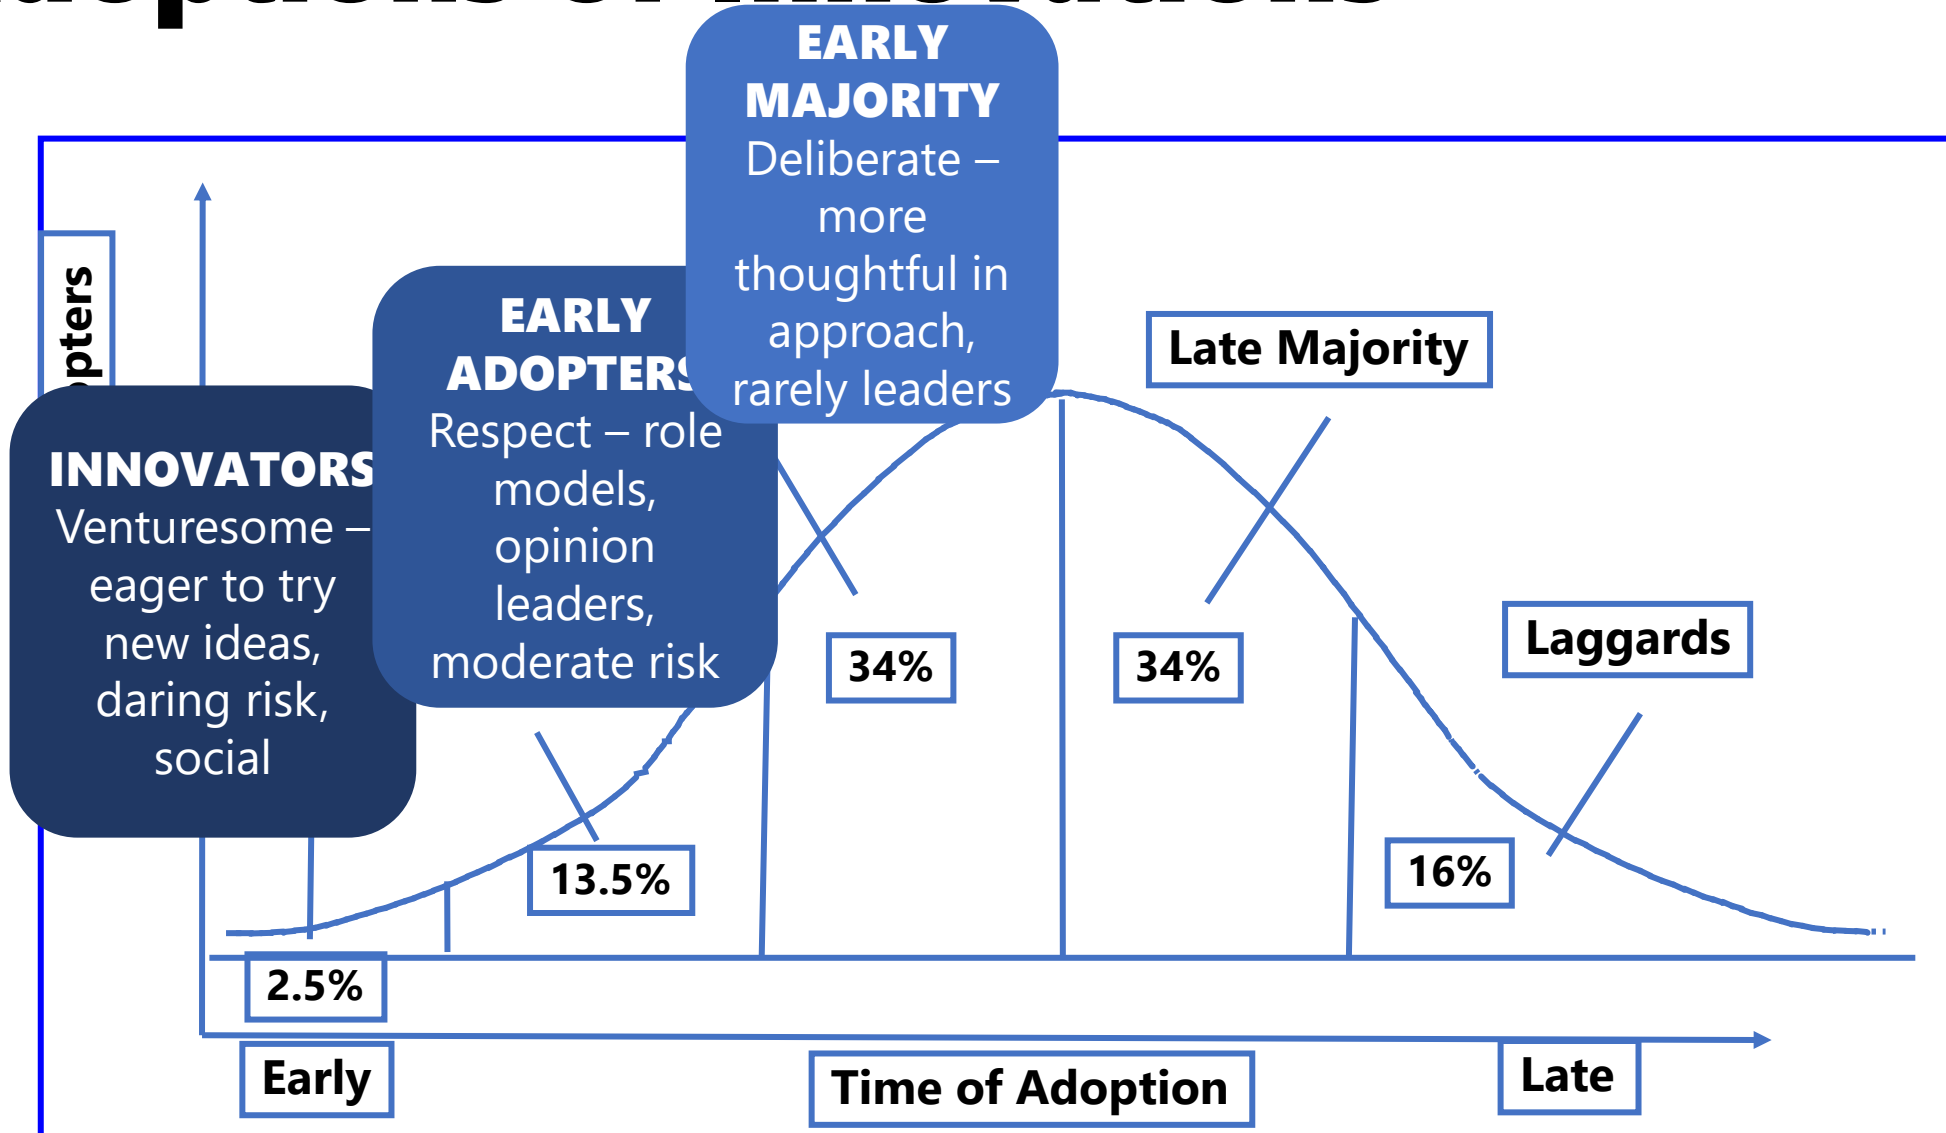 EARLY
MAJORITY
Deliberate –
more
thoughtful in
approach,
rarely leaders
EARLY
ADOPTERS
Respect – role
models,
opinion
leaders,
moderate risk
INNOVATORS
Venturesome –
eager to try
new ideas,
daring risk,
social
Late Majority
Laggards
34%
34%
13.5%
16%
2.5%
Early
Time of Adoption
Late